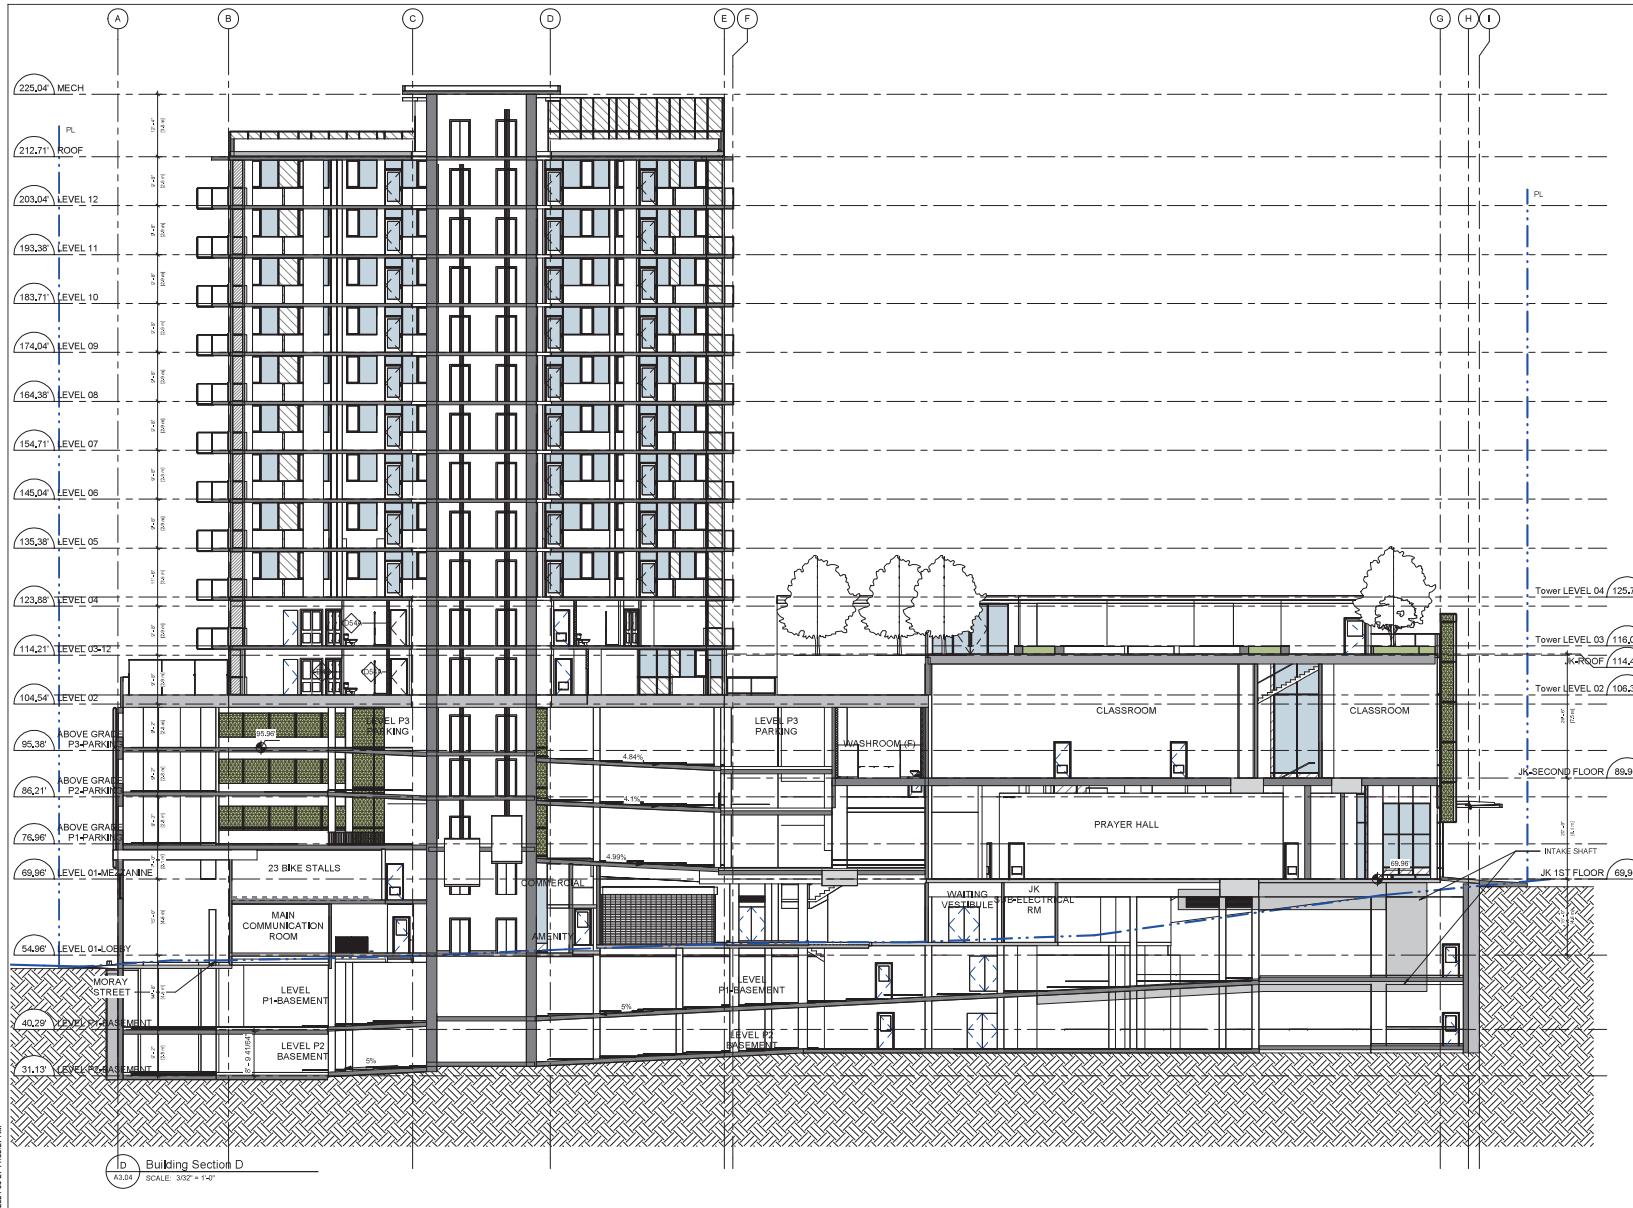 A B C D E F G H I
225.04' MECH
PL
212.71' ROOF
203.04' LEVEL 12
PL
193.38' LEVEL 11
183.71' LEVEL 10
174.04' LEVEL 09
164.38' LEVEL 08
154.71' LEVEL 07
145.04' LEVEL 06
135.38' LEVEL 05
123.88' LEVEL 04
Tower LEVEL 04
114.21' LEVEL 03-12
Tower LEVEL 03
JK-ROOF
104.54' LEVEL 02
Tower LEVEL 02
CLASSROOM
CLASSROOM
LEVEL P3
PARKING
LEVEL P3
PARKING
95.96'
WASHROOM (F)
ABOVE GRADE
P3-PARKING
95.38'
4.84%
JK-SECOND FLOOR
ABOVE GRADE
P2-PARKING
86.21'
4.1%
ABOVE GRADE
P1-PARKING
76.96'
PRAYER HALL
INTAKE SHAFT
4.99%
69.96'
23 BIKE STALLS
69.96' LEVEL 01-MEZZANINE
JK 1ST FLOOR
COMMERCIAL
WAITING
VESTIBULE
JK
SUB-ELECTRICAL
RM
MAIN
COMMUNICATION
ROOM
AMENITY
54.96' LEVEL 01-LOBBY
MORAY
STREET
LEVEL
P1-BASEMENT
LEVEL
P1-BASEMENT
5%
40.29' LEVEL P1-BASEMENT
LEVEL P2
BASEMENT
LEVEL P2
BASEMENT
8' - 9 41/64"
5%
31.13' LEVEL P2-BASEMENT
D
A3.04
Building Section D
SCALE: 3/32" = 1'-0"